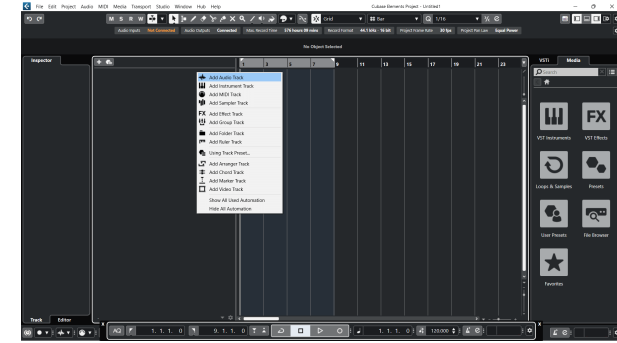 File Edit Project Audio MIDI Media Transport Studio Window Hub Help Cubase Elements Project - Untitled1
M S R W Grid Bar Q 1/16
Audio Inputs Not Connected Audio Outputs Connected Max. Record Time 576 hours 09 mins Record Format 44.1 kHz 16 Bit Project Frame Rate 30 fps Project Pan Law Equal Power
No Object Selected
Inspector
1 3 5 7 9 11 13 15 17 19 21 23
VSTi Media
Search
Add Audio Track
Add Instrument Track
Add MIDI Track
Add Sampler Track
FX Add Effect Track
Add Group Track
Add Folder Track
Add Ruler Track
Using Track Preset...
Add Arranger Track
Add Chord Track
Add Marker Track
Add Video Track
Show All Used Automation
Hide All Automation
FX
VST Instruments VST Effects
Loops & Samples Presets
User Presets File Browser
Favorites
Track Editor
AQ 1. 1. 1. 0 9. 1. 1. 0 1. 1. 1. 0 120.000